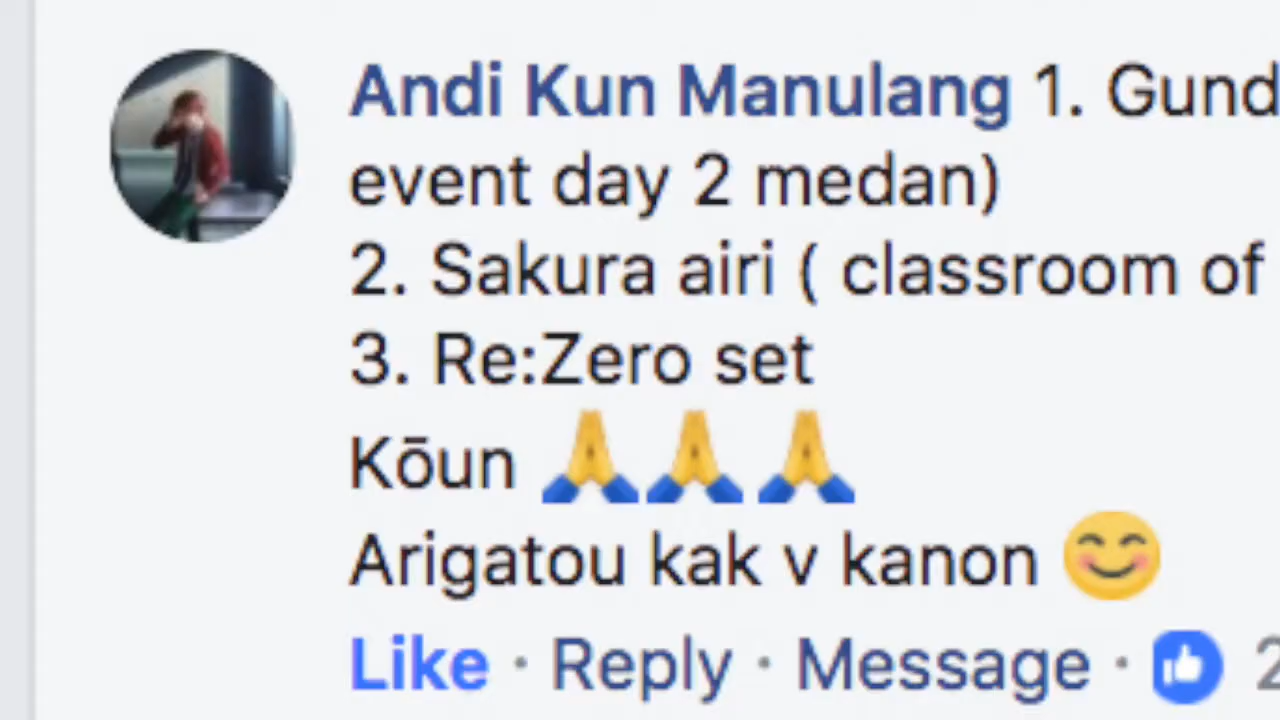 Andi Kun Manulang 1. Gund
event day 2 medan)
2. Sakura airi ( classroom of
3. Re:Zero set
Kōun 🙏🙏🙏
Arigatou kak v kanon 😊
Like · Reply · Message · 2